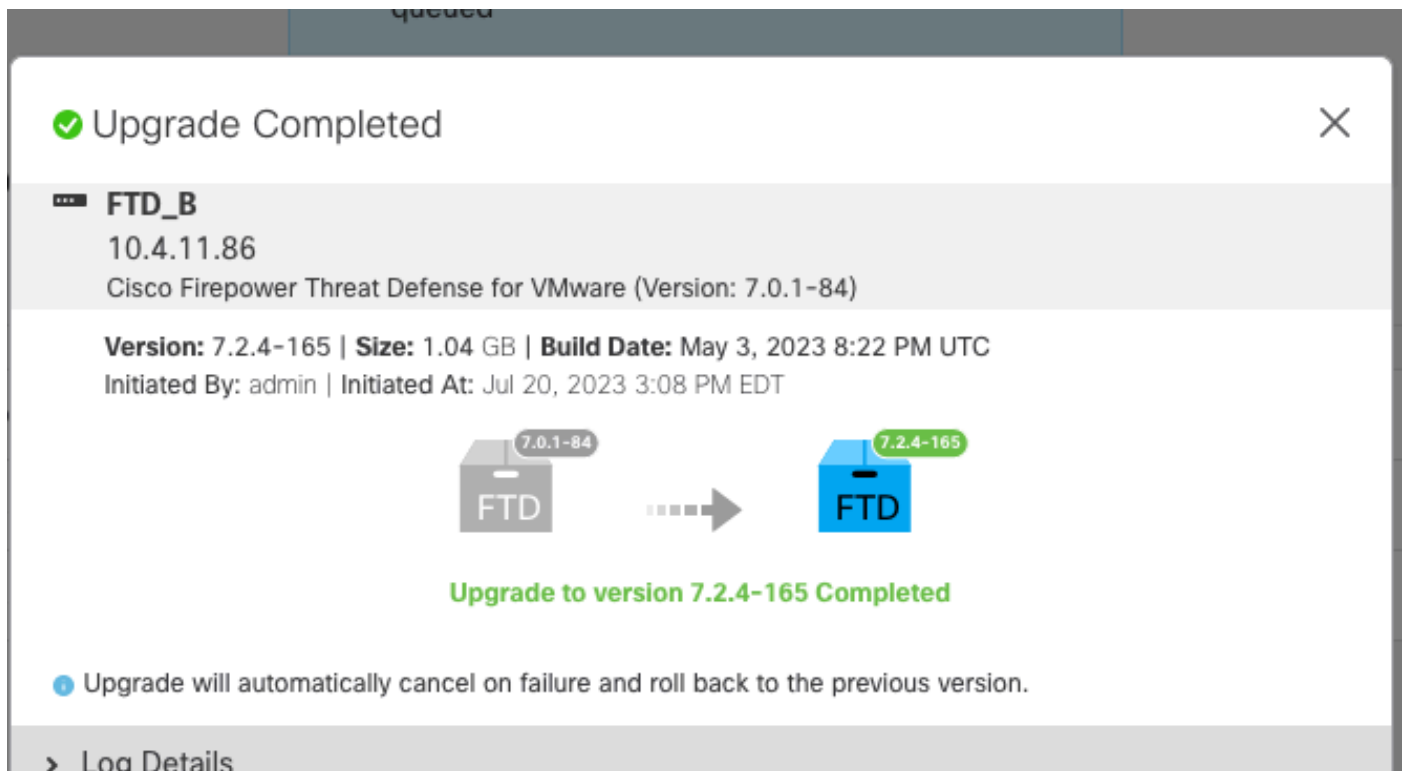 queued
Upgrade Completed
FTD_B
10.4.11.86
Cisco Firepower Threat Defense for VMware (Version: 7.0.1-84)
Version: 7.2.4-165 | Size: 1.04 GB | Build Date: May 3, 2023 8:22 PM UTC
Initiated By: admin | Initiated At: Jul 20, 2023 3:08 PM EDT
7.0.1-84
7.2.4-165
FTD
FTD
Upgrade to version 7.2.4-165 Completed
Upgrade will automatically cancel on failure and roll back to the previous version.
Log Details